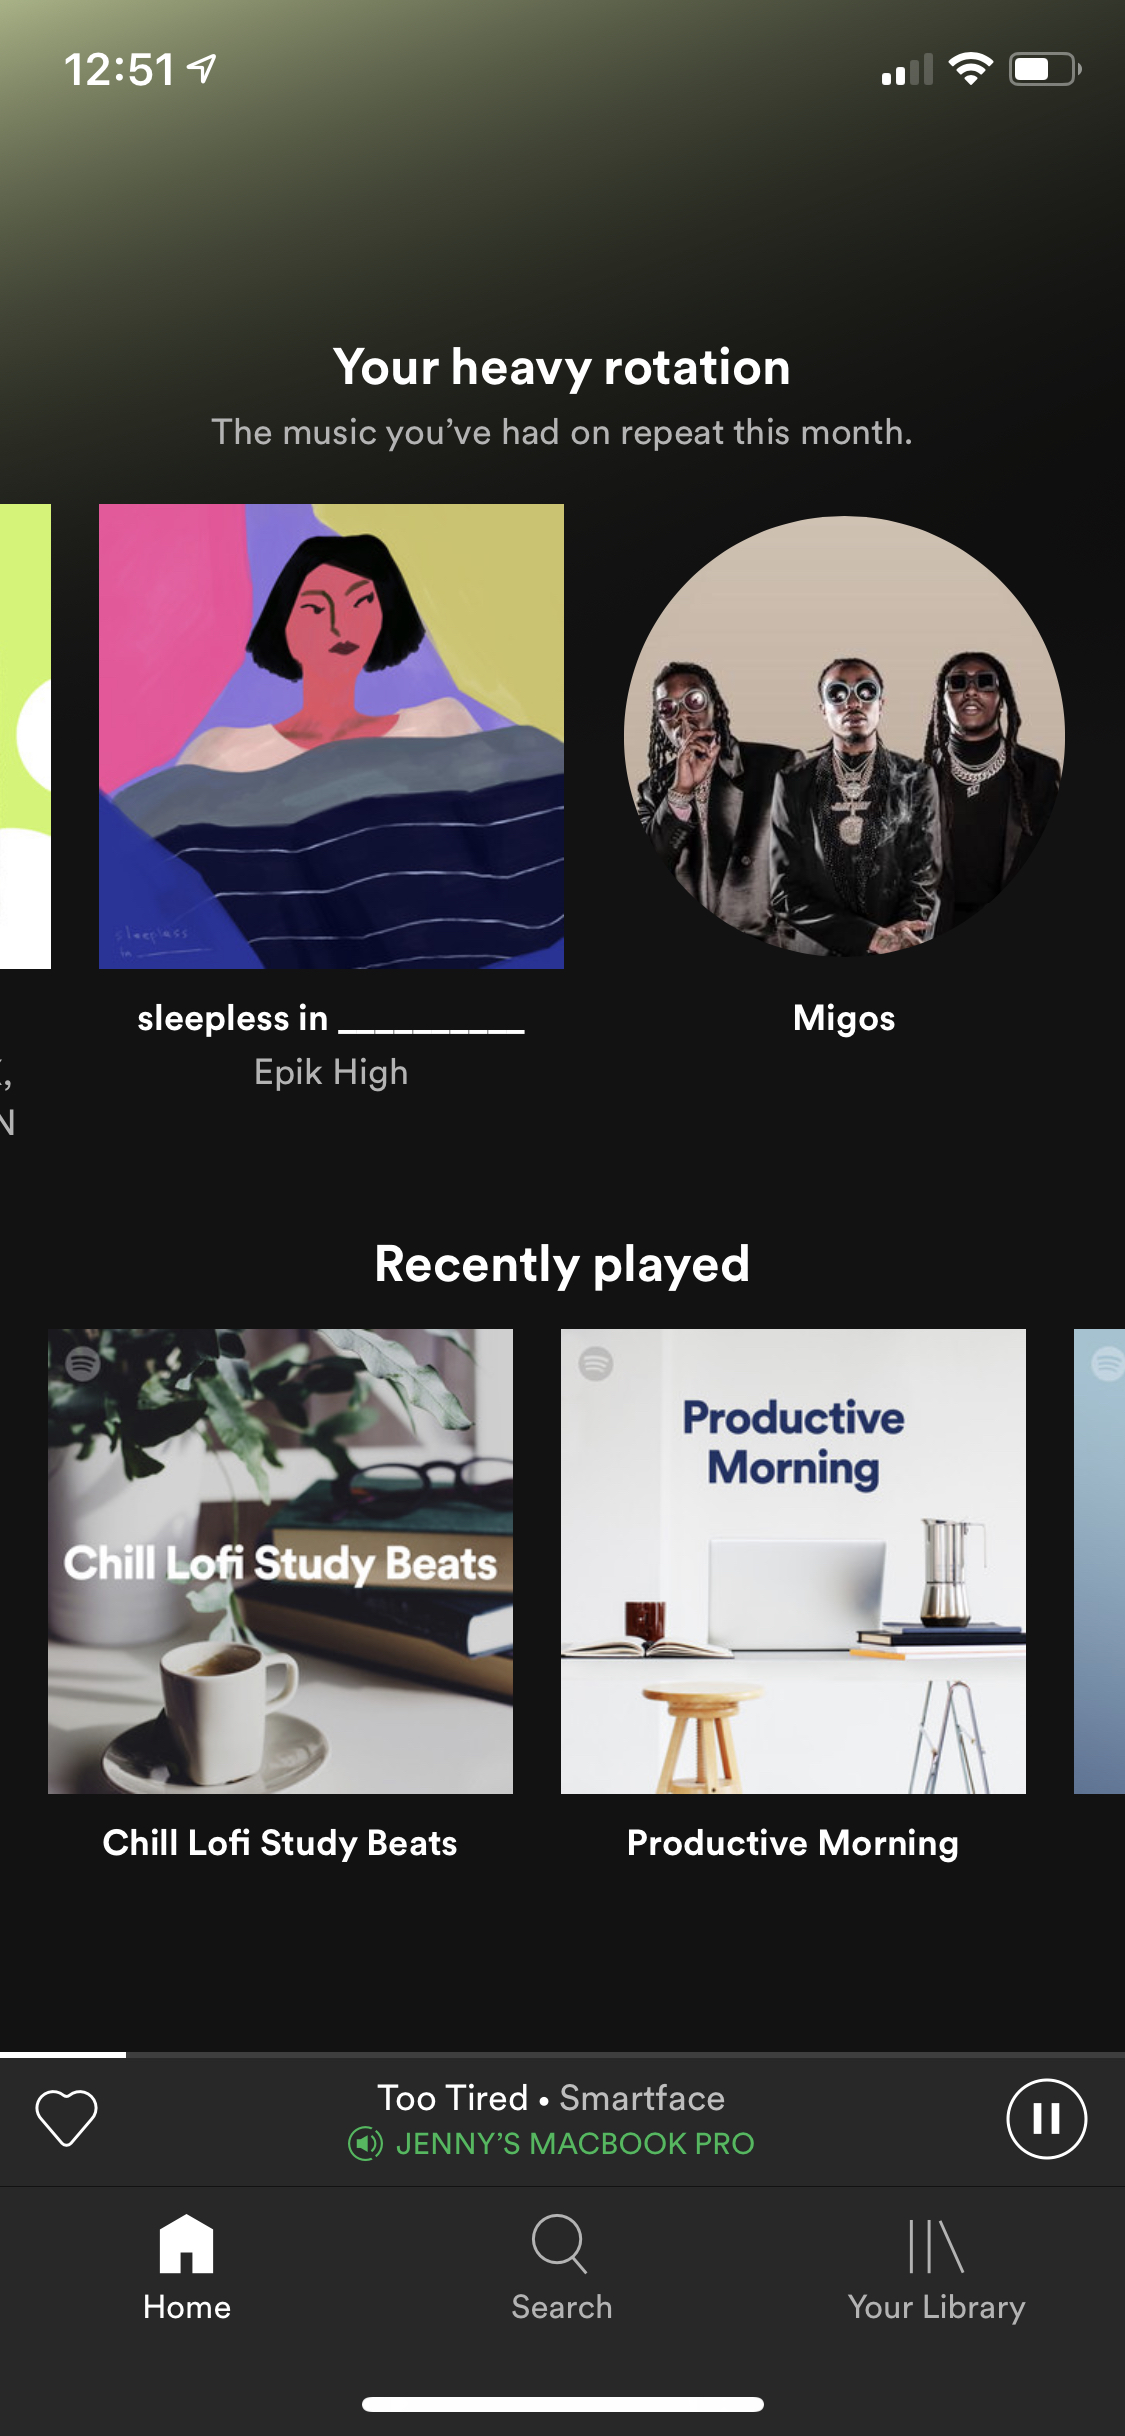 12:51
Your heavy rotation
The music you’ve had on repeat this month.
sleepless
in __________
sleepless in __________
Epik High
Migos
,
N
Recently played
Chill Lofi Study Beats
Productive
Morning
Chill Lofi Study Beats
Productive Morning
Too Tired • Smartface
JENNY’S MACBOOK PRO
Home
Search
Your Library